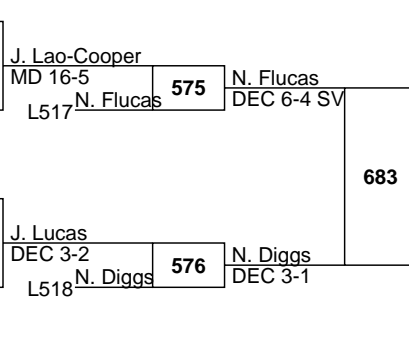 J. Lao-Cooper
MD 16-5
L517 N. Flucas
575
N. Flucas
DEC 6-4 SV
683
J. Lucas
DEC 3-2
L518 N. Diggs
576
N. Diggs
DEC 3-1